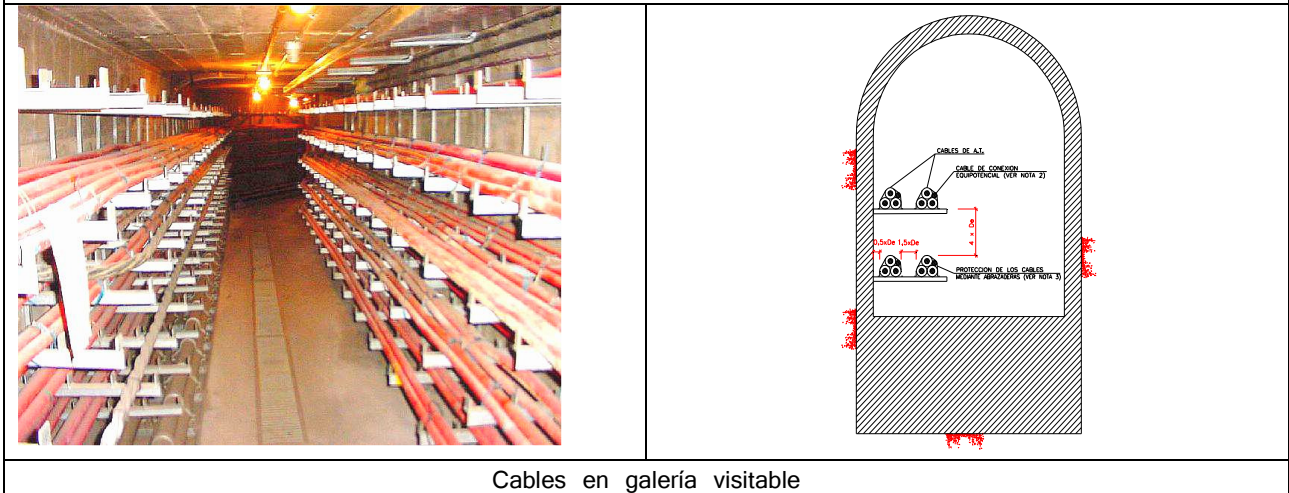 CABLES DE A.T.
CABLE DE CONEXION
EQUIPOTENCIAL (VER NOTA 2)
4 x De
0,5xDe 1,5xDe
PROTECCION DE LOS CABLES
MEDIANTE ABRAZADERAS (VER NOTA 3)
Cables en galería visitable